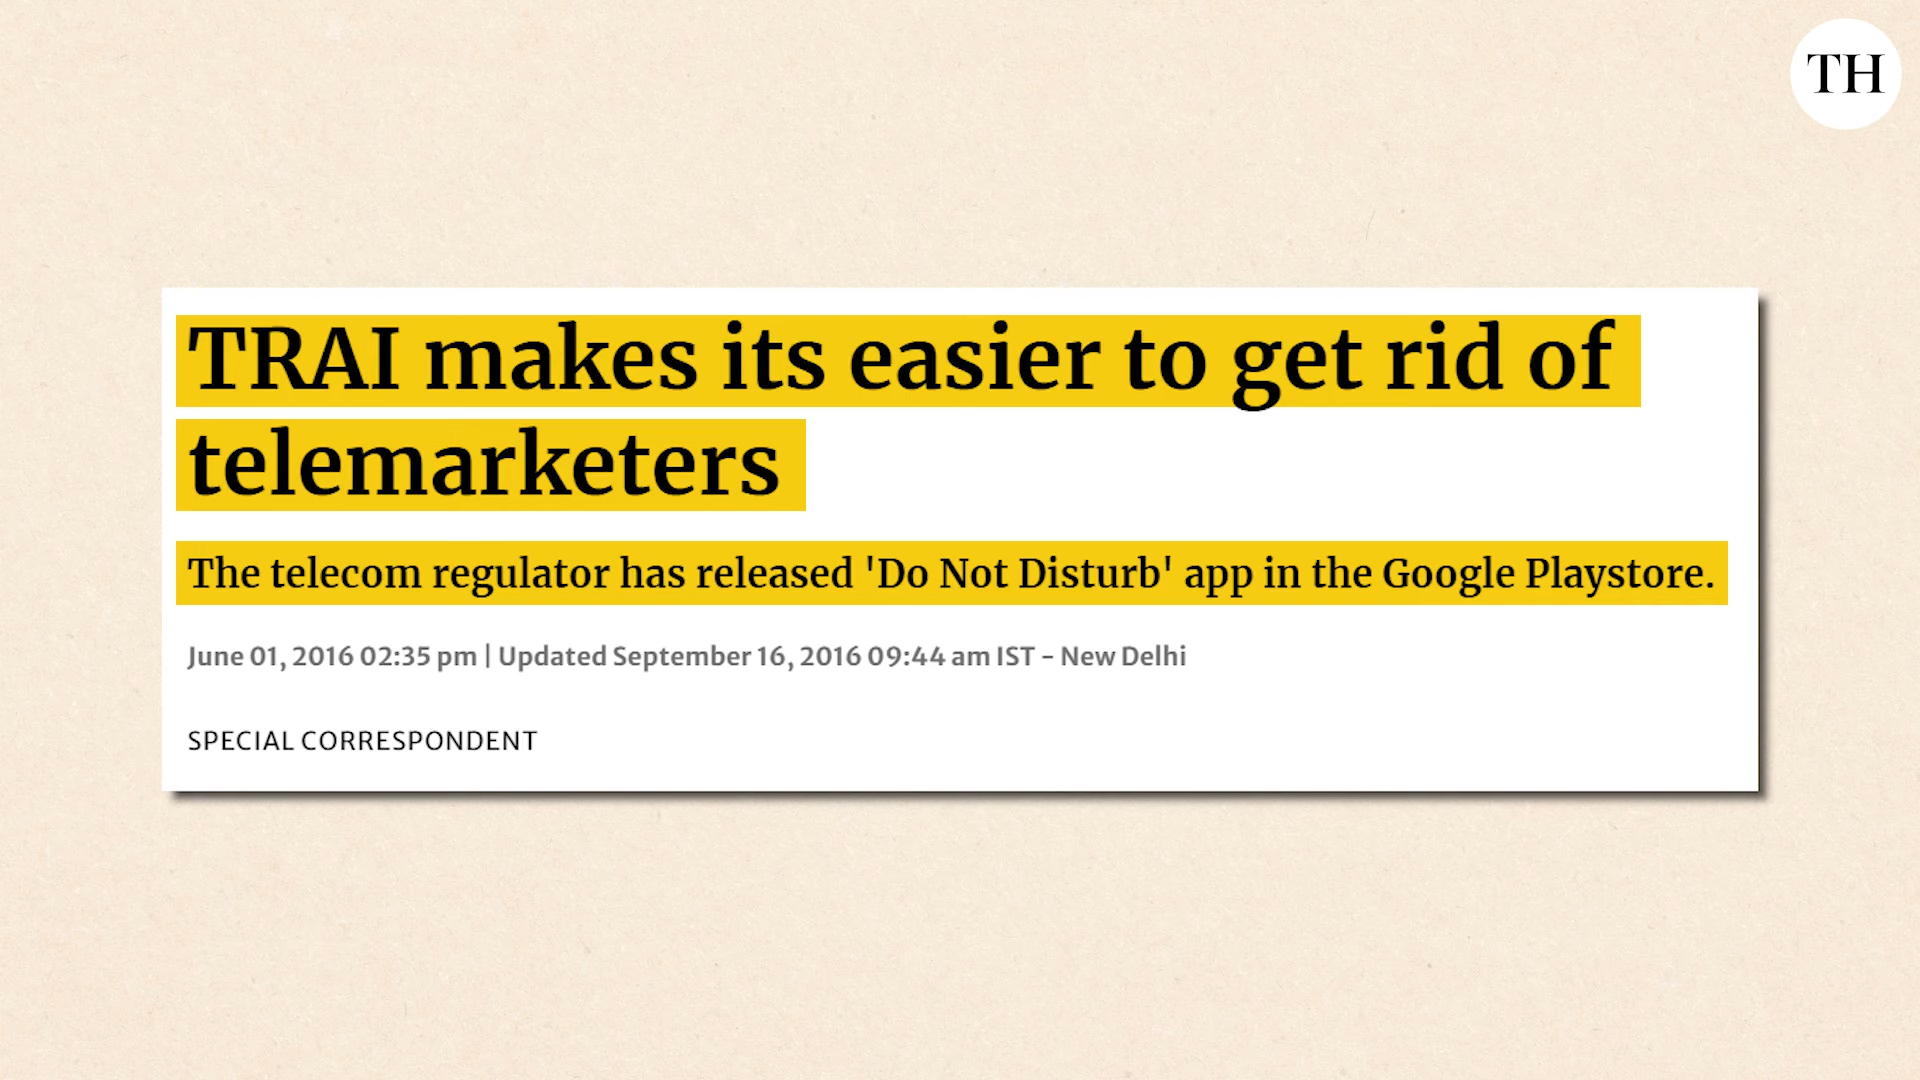 TH
TRAI makes its easier to get rid of
telemarketers
The telecom regulator has released 'Do Not Disturb' app in the Google Playstore.
June 01, 2016 02:35 pm | Updated September 16, 2016 09:44 am IST - New Delhi
SPECIAL CORRESPONDENT